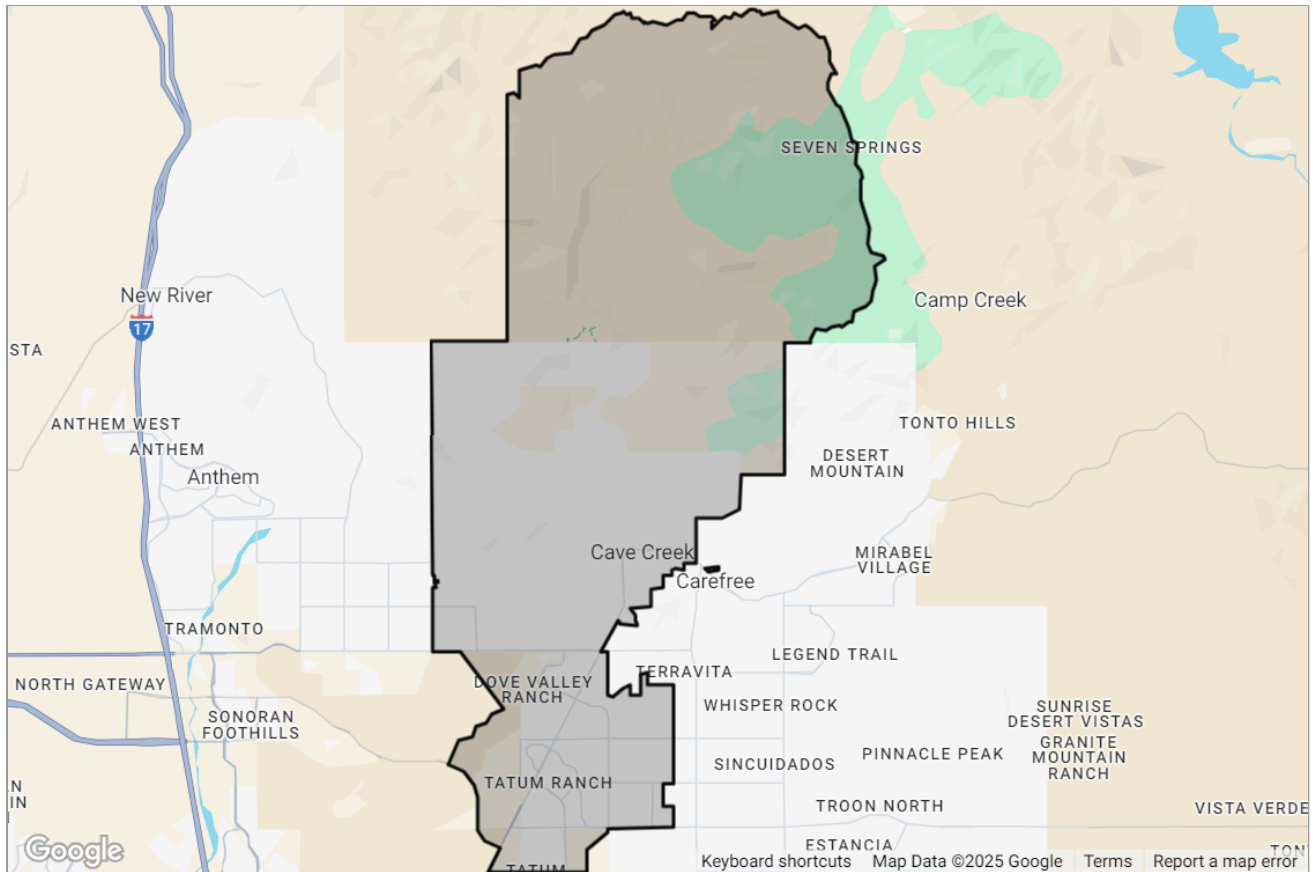 SEVEN SPRINGS
New River
17
Camp Creek
STA
ANTHEM WEST
ANTHEM
Anthem
TONTO HILLS
DESERT
MOUNTAIN
Cave Creek
Carefree
MIRABEL
VILLAGE
TRAMONTO
LEGEND TRAIL
TERRAVITA
DOVE VALLEY
RANCH
NORTH GATEWAY
WHISPER ROCK
SONORAN
FOOTHILLS
SUNRISE
DESERT VISTAS
PINNACLE PEAK
GRANITE
MOUNTAIN
RANCH
SINCUIDADOS
TATUM RANCH
N
IN
TROON NORTH
VISTA VERDE
ESTANCIA
TON
TATUM
Google
Keyboard shortcuts
Map Data ©2025 Google
Terms
Report a map error